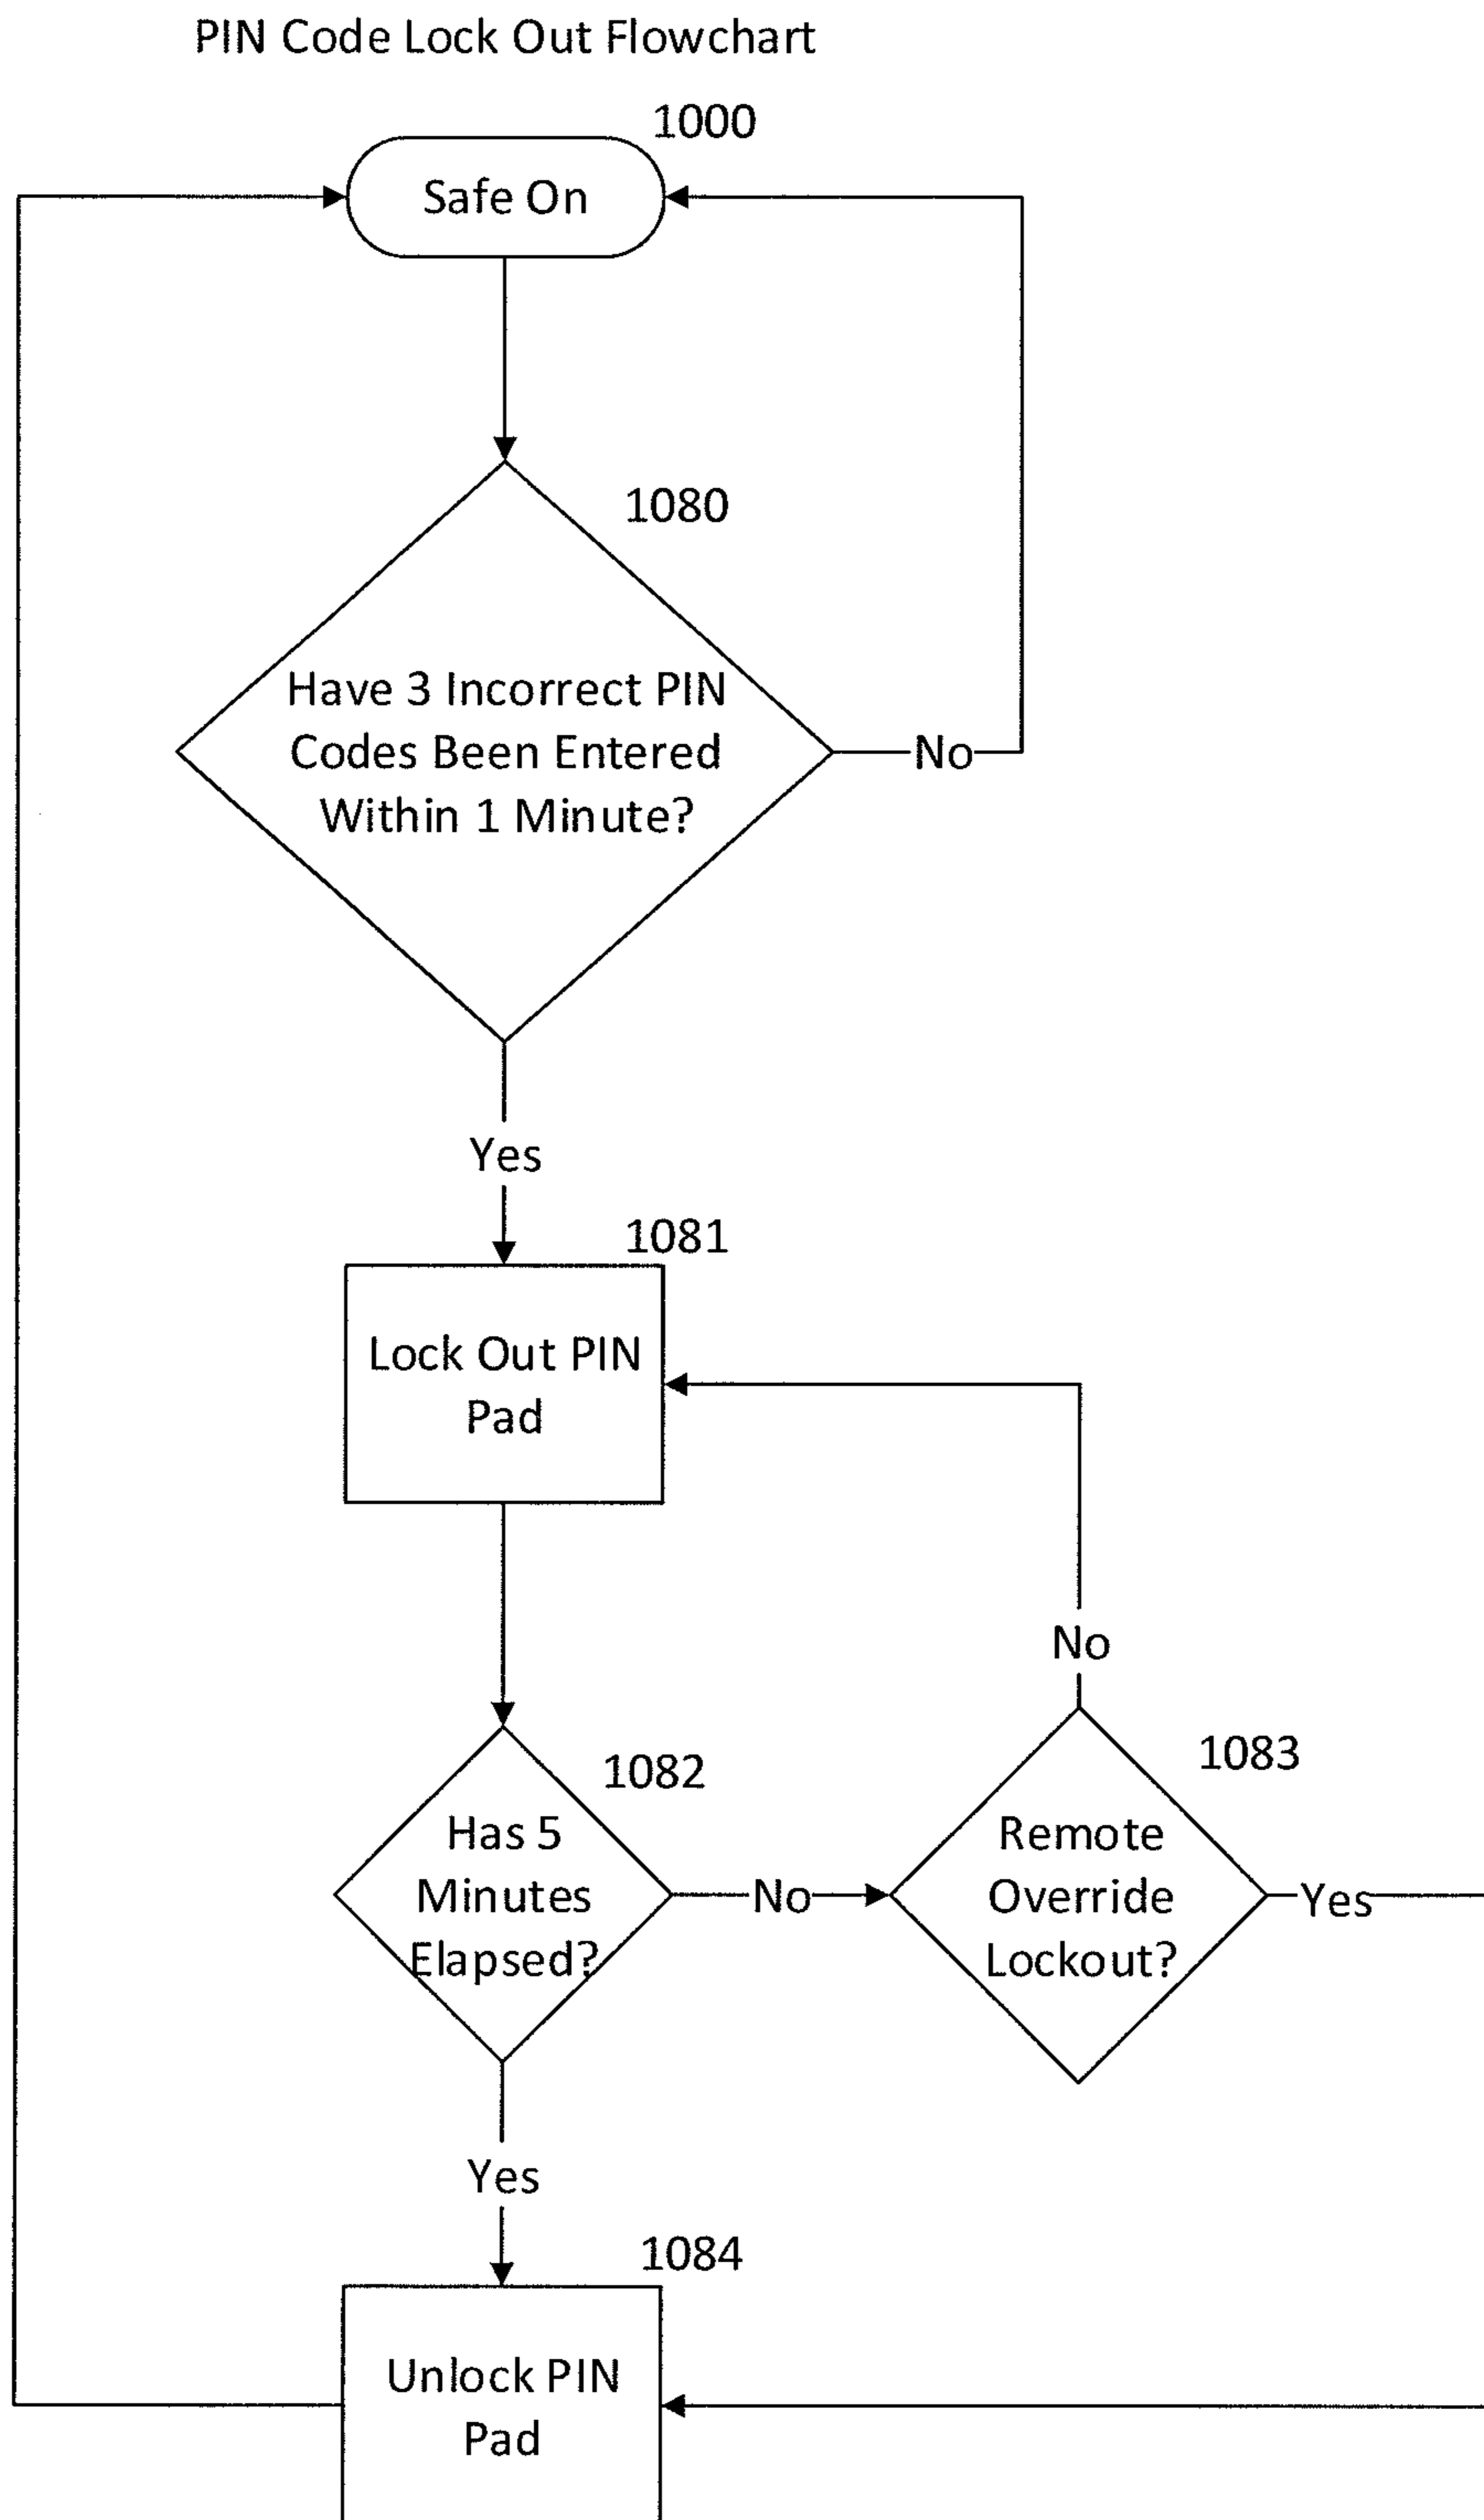 PIN Code Lock Out Flowchart
1000
Safe On
1080
Have 3 Incorrect PIN
Codes Been Entered
Within 1 Minute?
No
Yes
1081
Lock Out PIN
Pad
No
1082
1083
Has 5
Minutes
Elapsed?
No
Remote
Override
Lockout?
Yes
Yes
1084
Unlock PIN
Pad